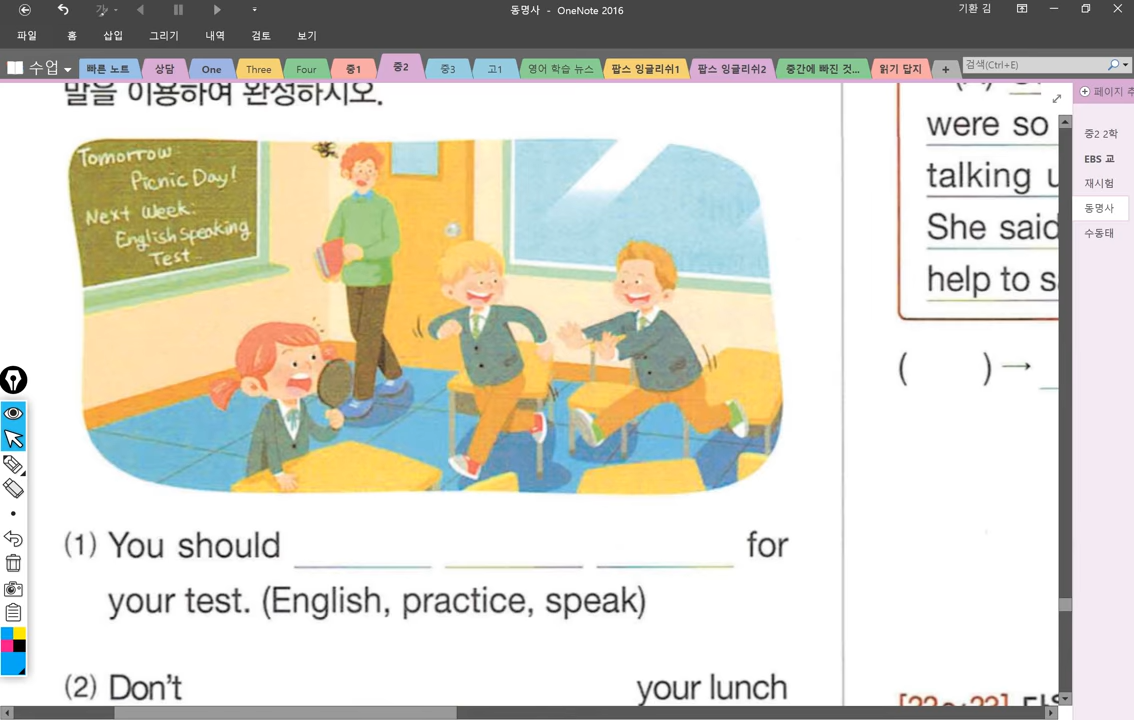 동명사 - OneNote 2016
기환 김
파일 홈 삽입 그리기 내역 검토 보기
수업 빠른 노트 상담 One Three Four 중1 중2 중3 고1 영어 학습 뉴스 팝스 잉글리쉬1 팝스 잉글리쉬2 중간에 빠진 것... 읽기 답지 +
검색(Ctrl+E)
페이지 추
중2 2학
EBS 교
재시험
동명사
수동태
말을 이용하여 완성하시오.
Tomorrow
Picnic Day!
Next Week.
English speaking
Test
(1) You should ___ ___ ___ for
your test. (English, practice, speak)
(2) Don't your lunch
were so
talking u
She said
help to s
( ) →